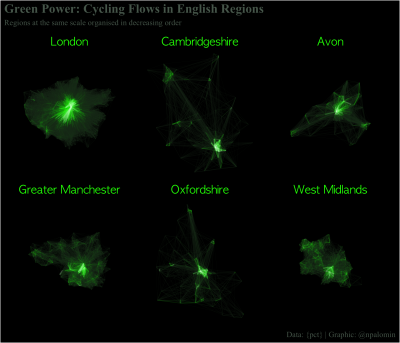 Green Power: Cycling Flows in English Regions
Regions at the same scale organised in decreasing order
London Cambridgeshire Avon
Greater Manchester Oxfordshire West Midlands
Data: {pct} | Graphic: @npalomin